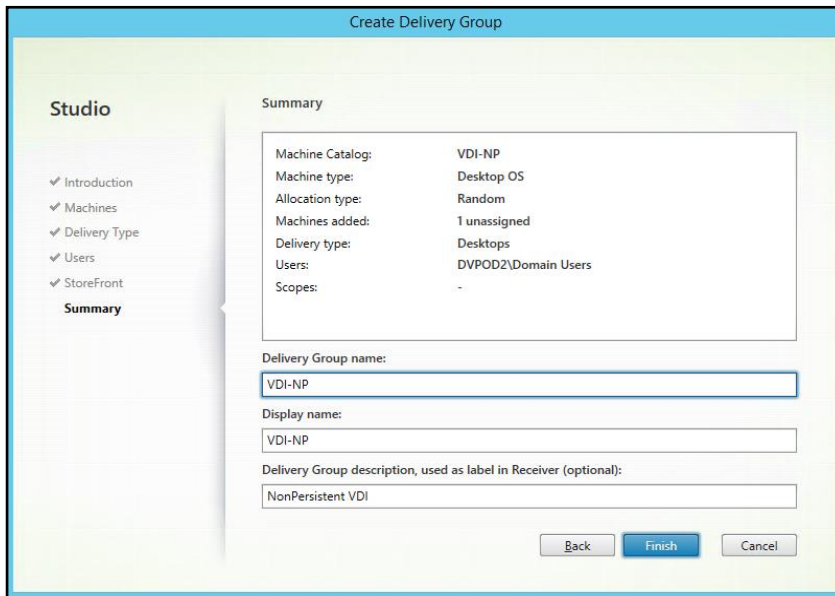 Create Delivery Group
Studio
✔ Introduction
✔ Machines
✔ Delivery Type
✔ Users
✔ StoreFront
Summary
Summary
Machine Catalog: VDI-NP
Machine type: Desktop OS
Allocation type: Random
Machines added: 1 unassigned
Delivery type: Desktops
Users: DVPOD2\Domain Users
Scopes: -
Delivery Group name:
VDI-NP
Display name:
VDI-NP
Delivery Group description, used as label in Receiver (optional):
NonPersistent VDI
Back Finish Cancel